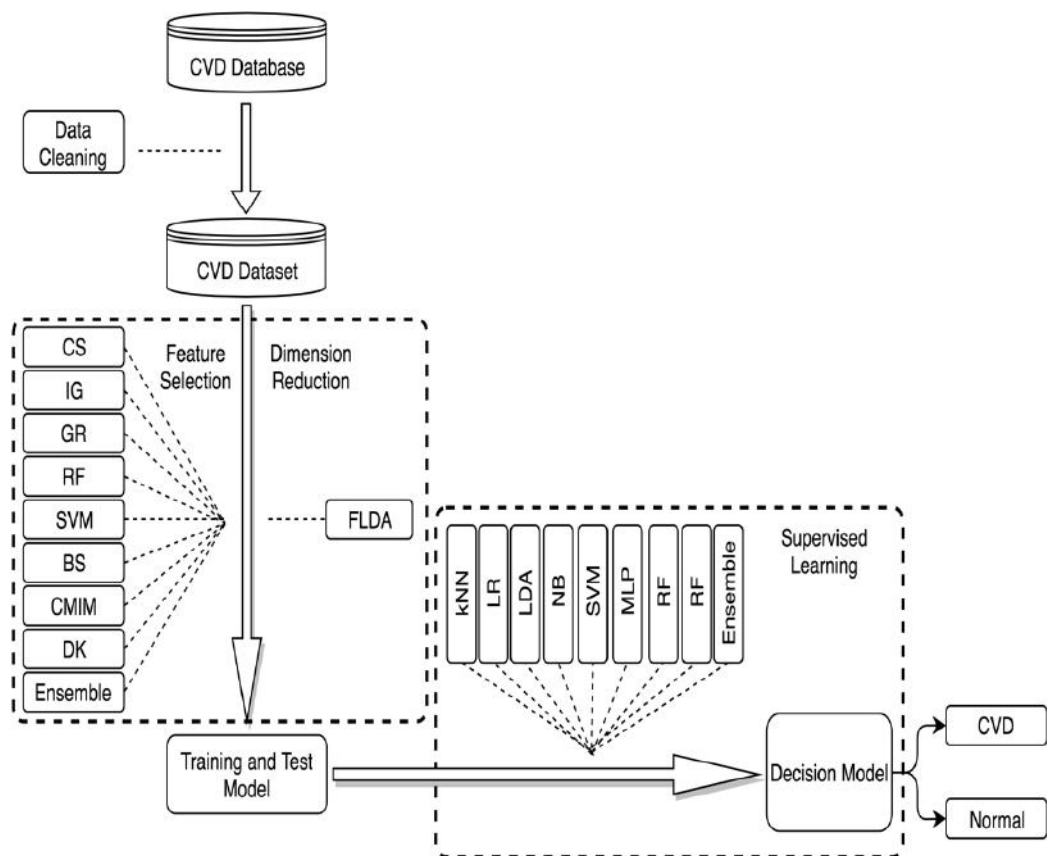 CVD Database
Data
Cleaning
CVD Dataset
CS
IG
GR
RF
SVM
BS
CMIM
DK
Ensemble
Feature
Selection
Dimension
Reduction
FLDA
kNN
LR
LDA
NB
SVM
MLP
RF
RF
Ensemble
Supervised
Learning
Training and Test
Model
Decision Model
CVD
Normal